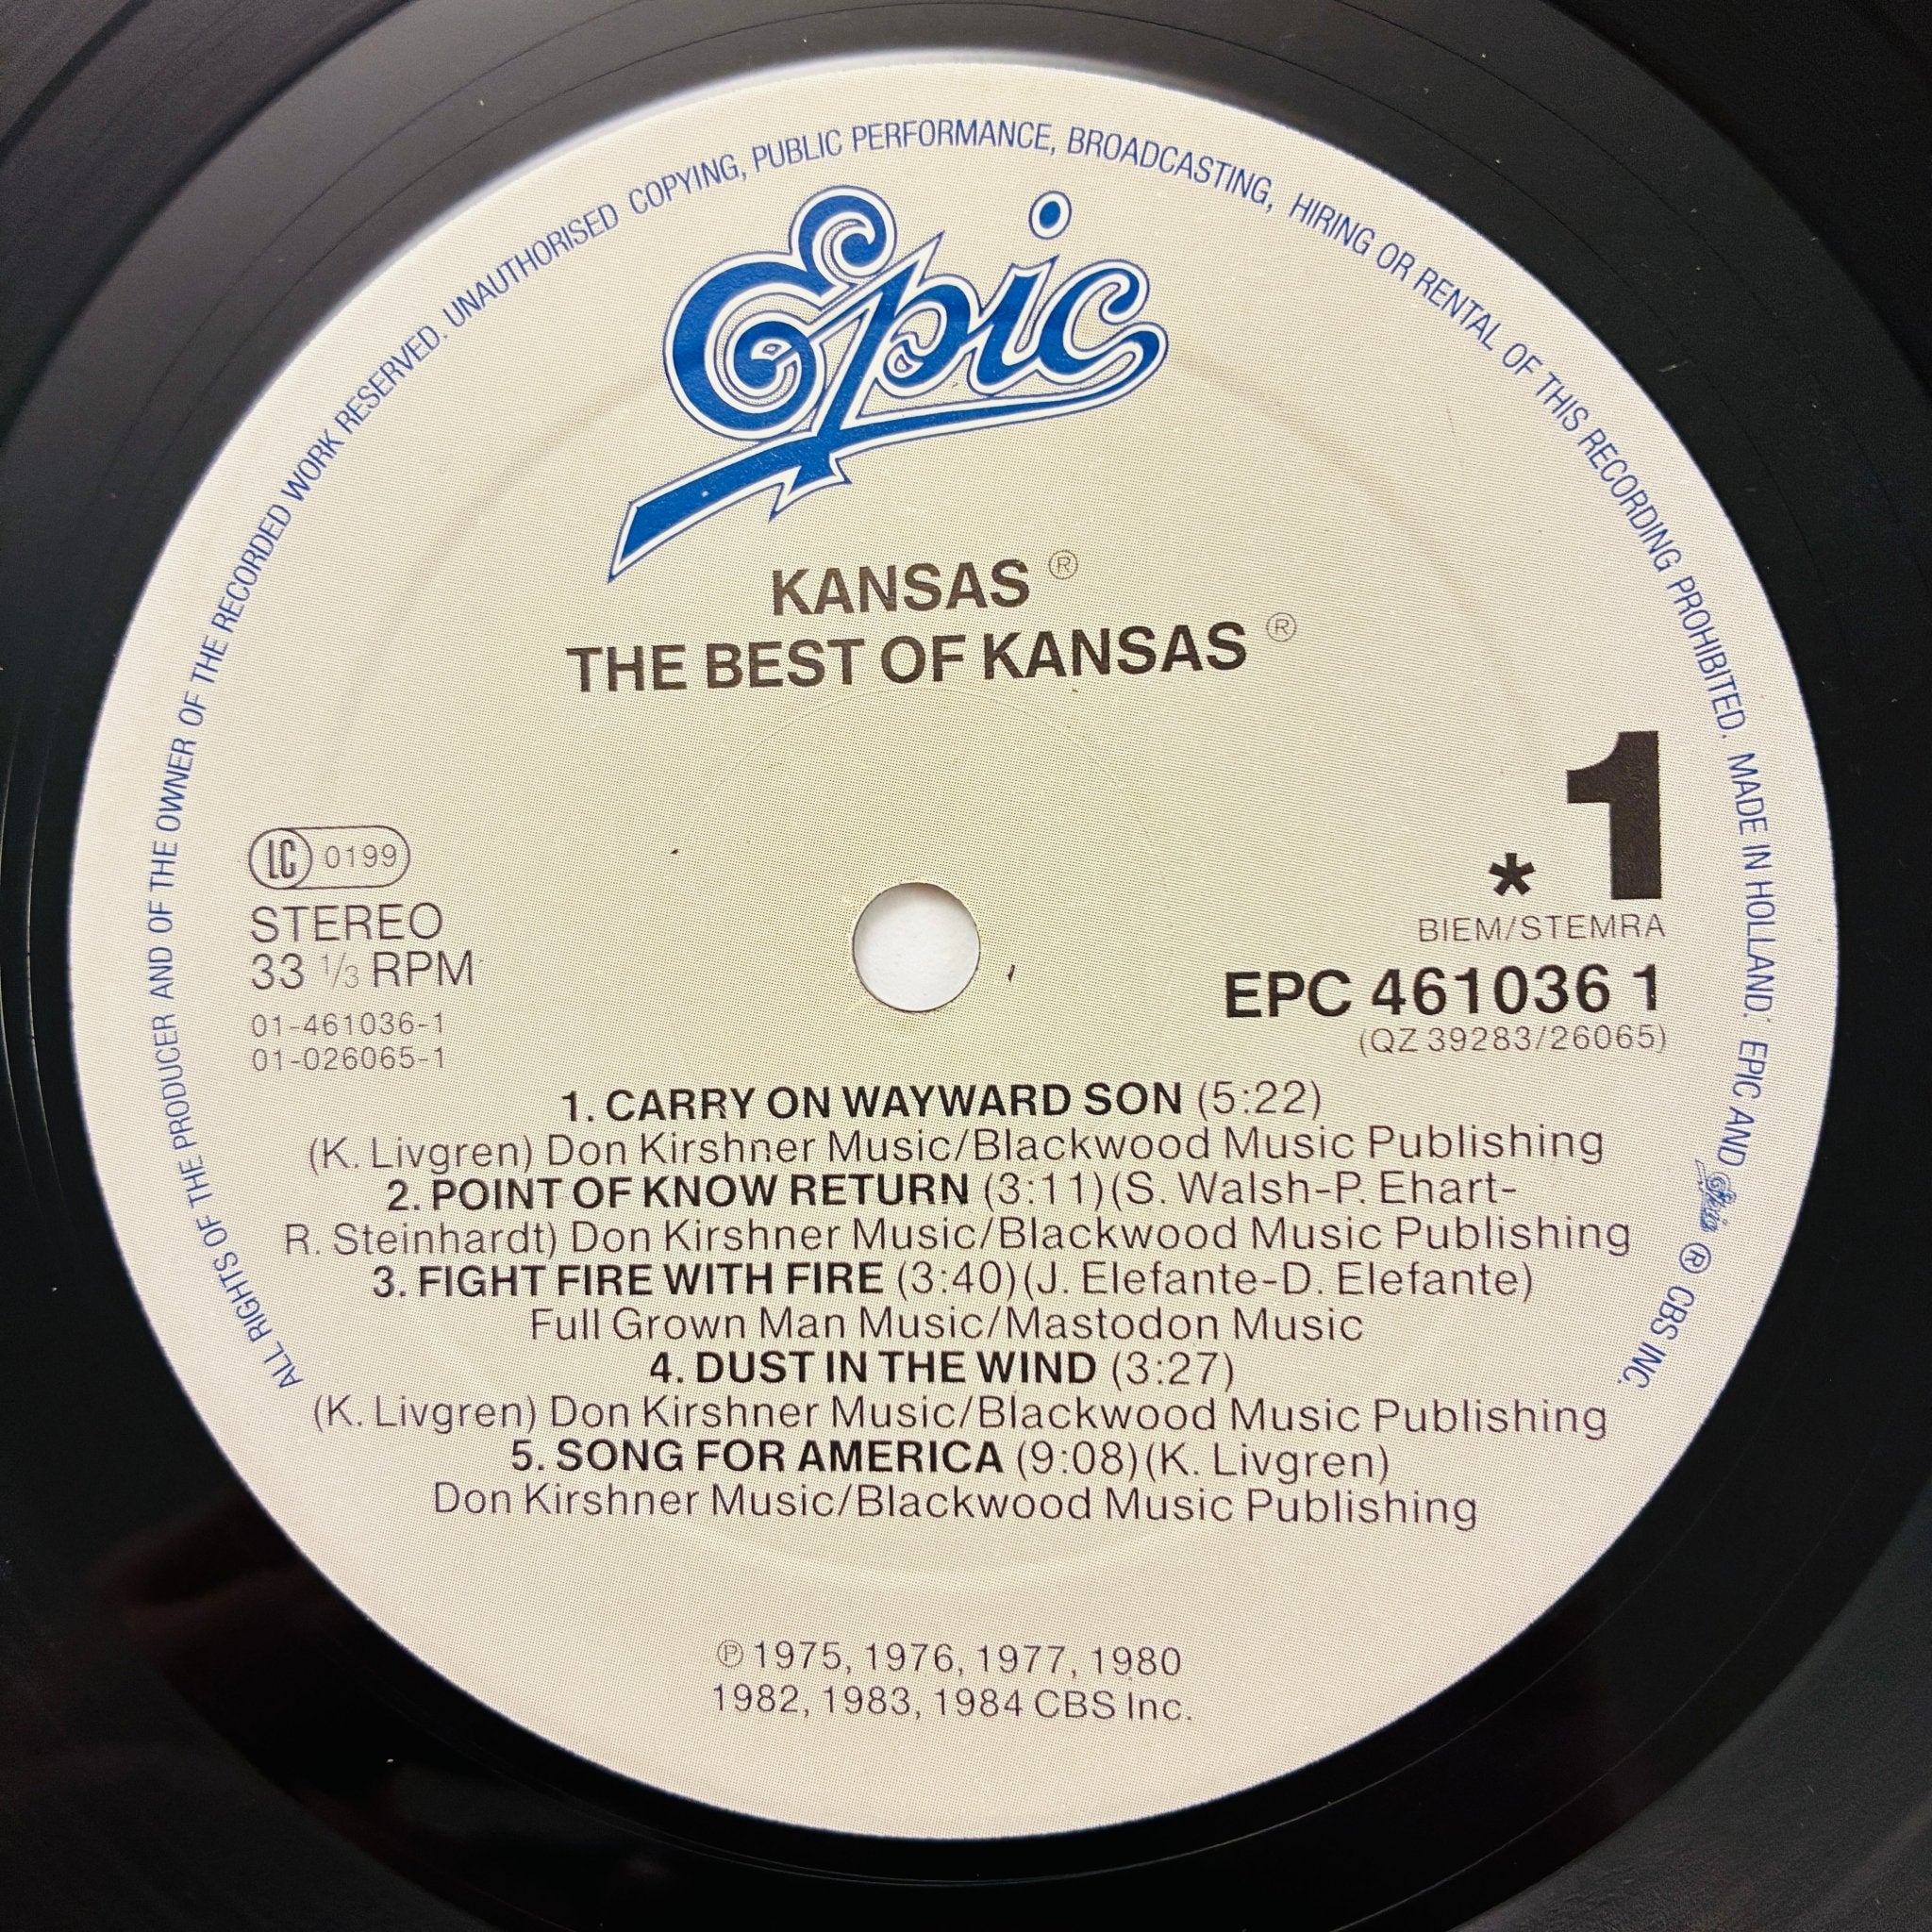 ALL RIGHTS OF THE PRODUCER AND OF THE OWNER OF THE RECORDED WORK RESERVED. UNAUTHORISED COPYING, PUBLIC PERFORMANCE, BROADCASTING, HIRING OR RENTAL OF THIS RECORDING PROHIBITED. MADE IN HOLLAND. EPIC AND Epic ® CBS INC.
Epic
KANSAS ®
THE BEST OF KANSAS ®
1
*
LC 0199
STEREO
33 1/3 RPM
01-461036-1
01-026065-1
BIEM/STEMRA
EPC 461036 1
(QZ 39283/26065)
1. CARRY ON WAYWARD SON (5:22)
(K. Livgren) Don Kirshner Music/Blackwood Music Publishing
2. POINT OF KNOW RETURN (3:11)(S. Walsh-P. Ehart-
R. Steinhardt) Don Kirshner Music/Blackwood Music Publishing
3. FIGHT FIRE WITH FIRE (3:40)(J. Elefante-D. Elefante)
Full Grown Man Music/Mastodon Music
4. DUST IN THE WIND (3:27)
(K. Livgren) Don Kirshner Music/Blackwood Music Publishing
5. SONG FOR AMERICA (9:08)(K. Livgren)
Don Kirshner Music/Blackwood Music Publishing
℗ 1975, 1976, 1977, 1980
1982, 1983, 1984 CBS Inc.